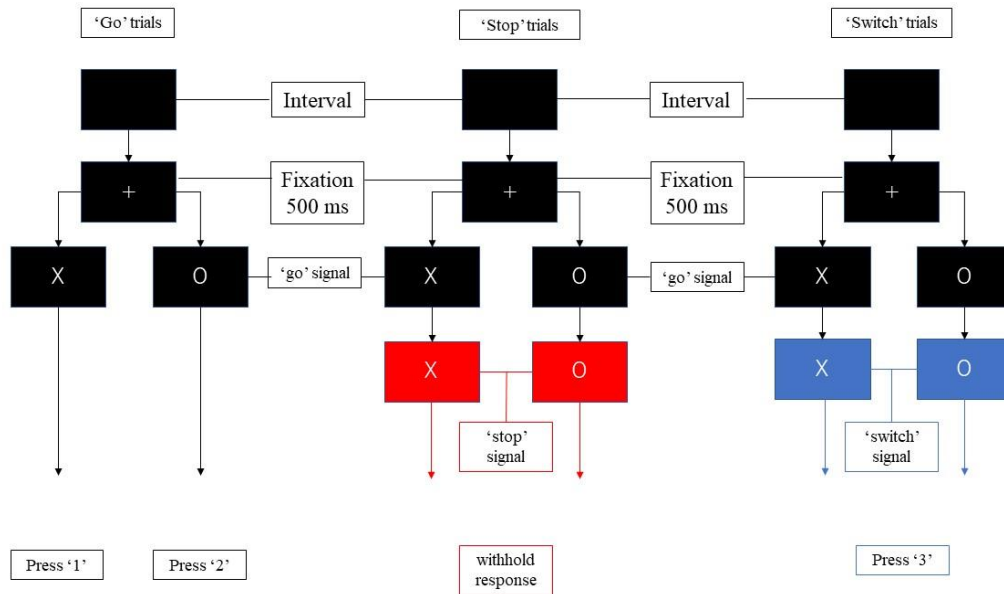 ‘Go’ trials
‘Stop’ trials
‘Switch’ trials
Interval
Interval
+
Fixation
500 ms
+
Fixation
500 ms
+
X
O
‘go’ signal
X
O
‘go’ signal
X
O
X
O
X
O
‘stop’
signal
‘switch’
signal
Press ‘1’
Press ‘2’
withhold
response
Press ‘3’